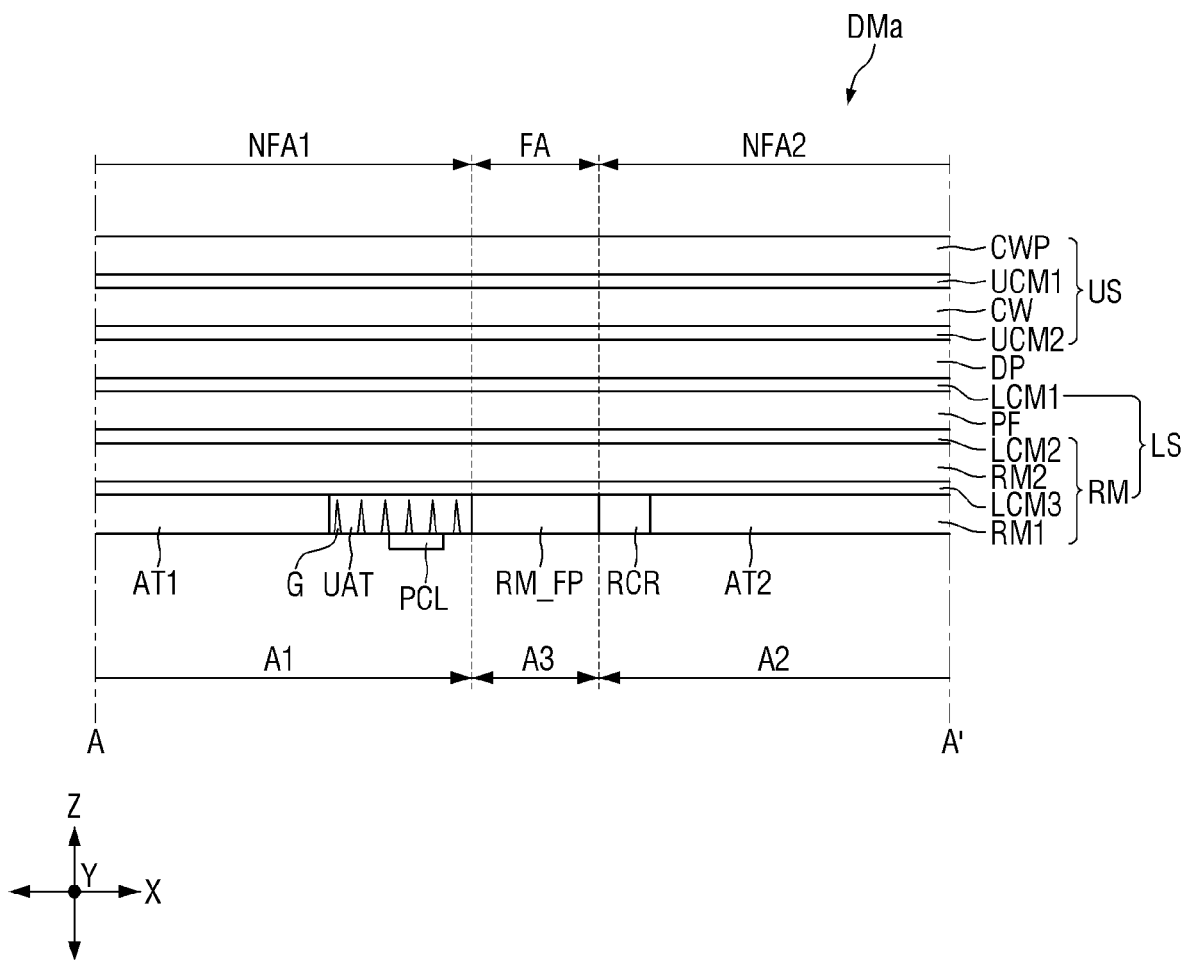 DMa
NFA1 FA NFA2
CWP
UCM1
US
CW
UCM2
DP
LCM1
PF
LCM2
LS
RM2
RM
LCM3
RM1
AT1 G UAT PCL RM_FP RCR AT2
A1 A3 A2
A A'
Z
Y X